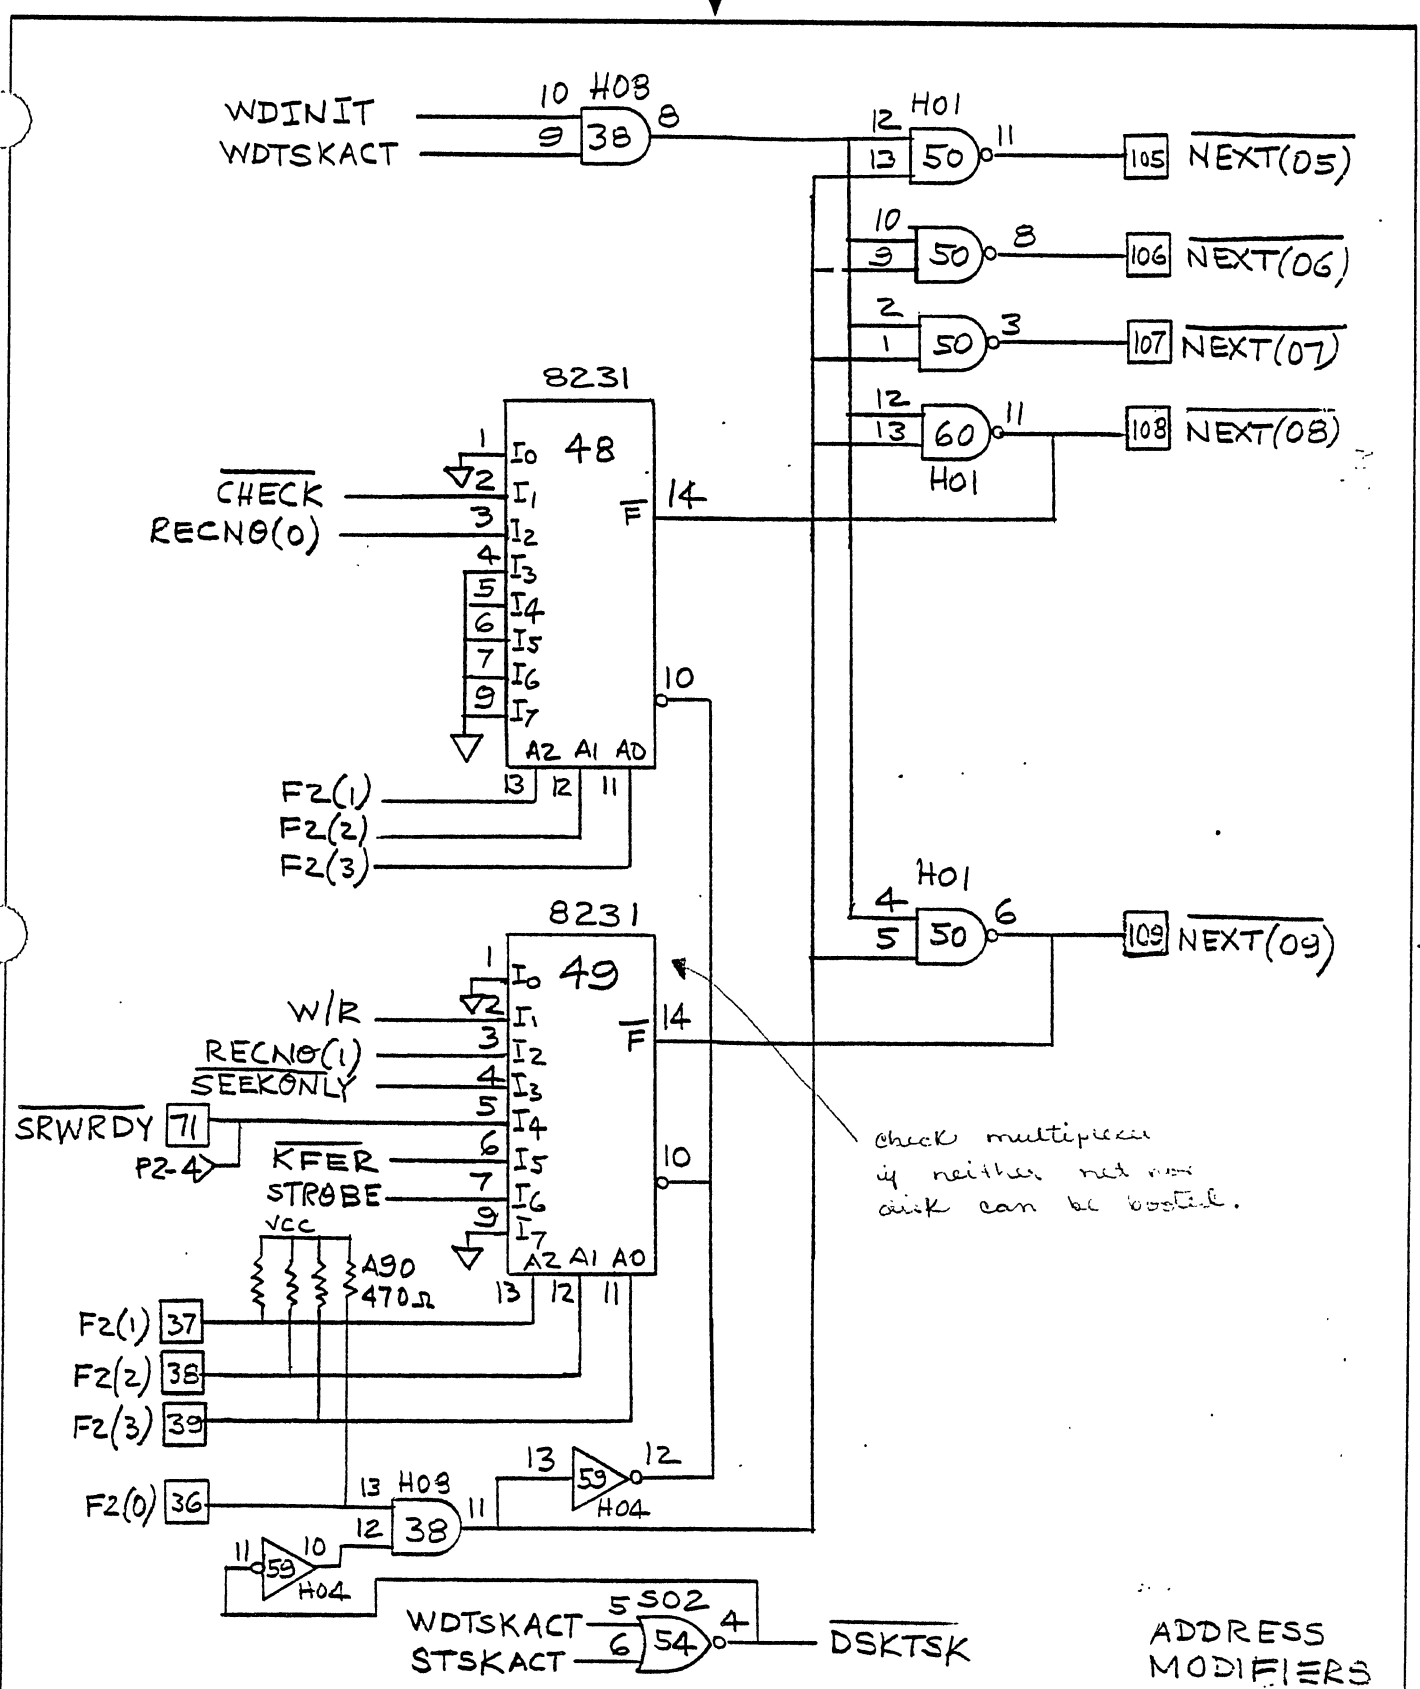 10 H08
WDINIT
8
9 38
WDTSKACT
H01
12 11
13 50
105 NEXT(05)
10 8
9 50
106 NEXT(06)
2 3
1 50
107 NEXT(07)
12 11
13 60
108 NEXT(08)
H01
8231
48
1 I0
CHECK 2 I1
RECNO(0) 3 I2
4 I3
5 I4
6 I5
7 I6
9 I7
F 14
10
A2 A1 A0
13 12 11
F2(1)
F2(2)
F2(3)
H01
4 6
5 50
109 NEXT(09)
8231
49
1 I0
W/R 2 I1
RECNO(1) 3 I2
SEEKONLY 4 I3
SRWRDY 71 5 I4
P2-4
KFER 6 I5
STROBE 7 I6
9 I7
F 14
10
A2 A1 A0
13 12 11
check multiplexer
if neither net nor
disk can be booted.
VCC
A90
470Ω
F2(1) 37
F2(2) 38
F2(3) 39
13 59 12
H04
F2(0) 36
13 H08 11
12 38
11 59 10
H04
5 S02 4
WDTSKACT
6 54
STSKACT
DSKTSK
ADDRESS
MODIFIERS